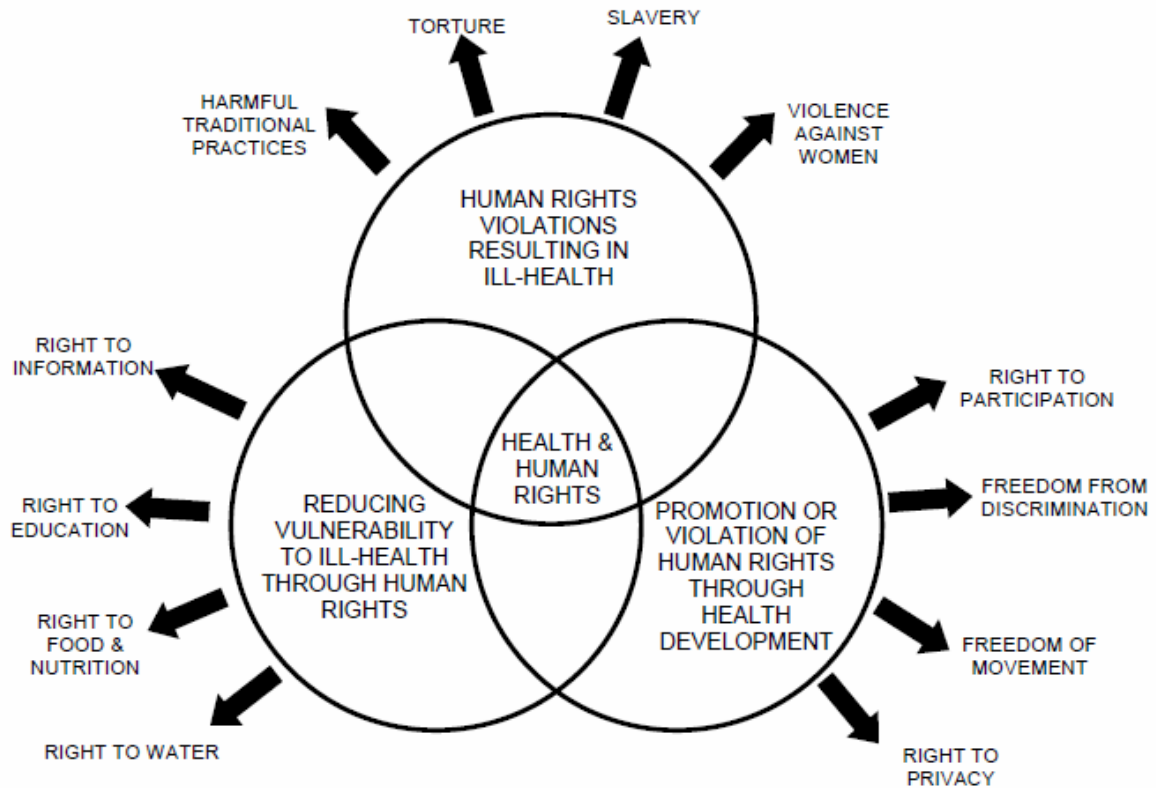 TORTURE
SLAVERY
HARMFUL
TRADITIONAL
PRACTICES
VIOLENCE
AGAINST
WOMEN
HUMAN RIGHTS
VIOLATIONS
RESULTING IN
ILL-HEALTH
RIGHT TO
INFORMATION
RIGHT TO
PARTICIPATION
HEALTH &
HUMAN
RIGHTS
RIGHT TO
EDUCATION
REDUCING
VULNERABILITY
TO ILL-HEALTH
THROUGH HUMAN
RIGHTS
PROMOTION OR
VIOLATION OF
HUMAN RIGHTS
THROUGH
HEALTH
DEVELOPMENT
FREEDOM FROM
DISCRIMINATION
RIGHT TO
FOOD &
NUTRITION
FREEDOM OF
MOVEMENT
RIGHT TO WATER
RIGHT TO
PRIVACY